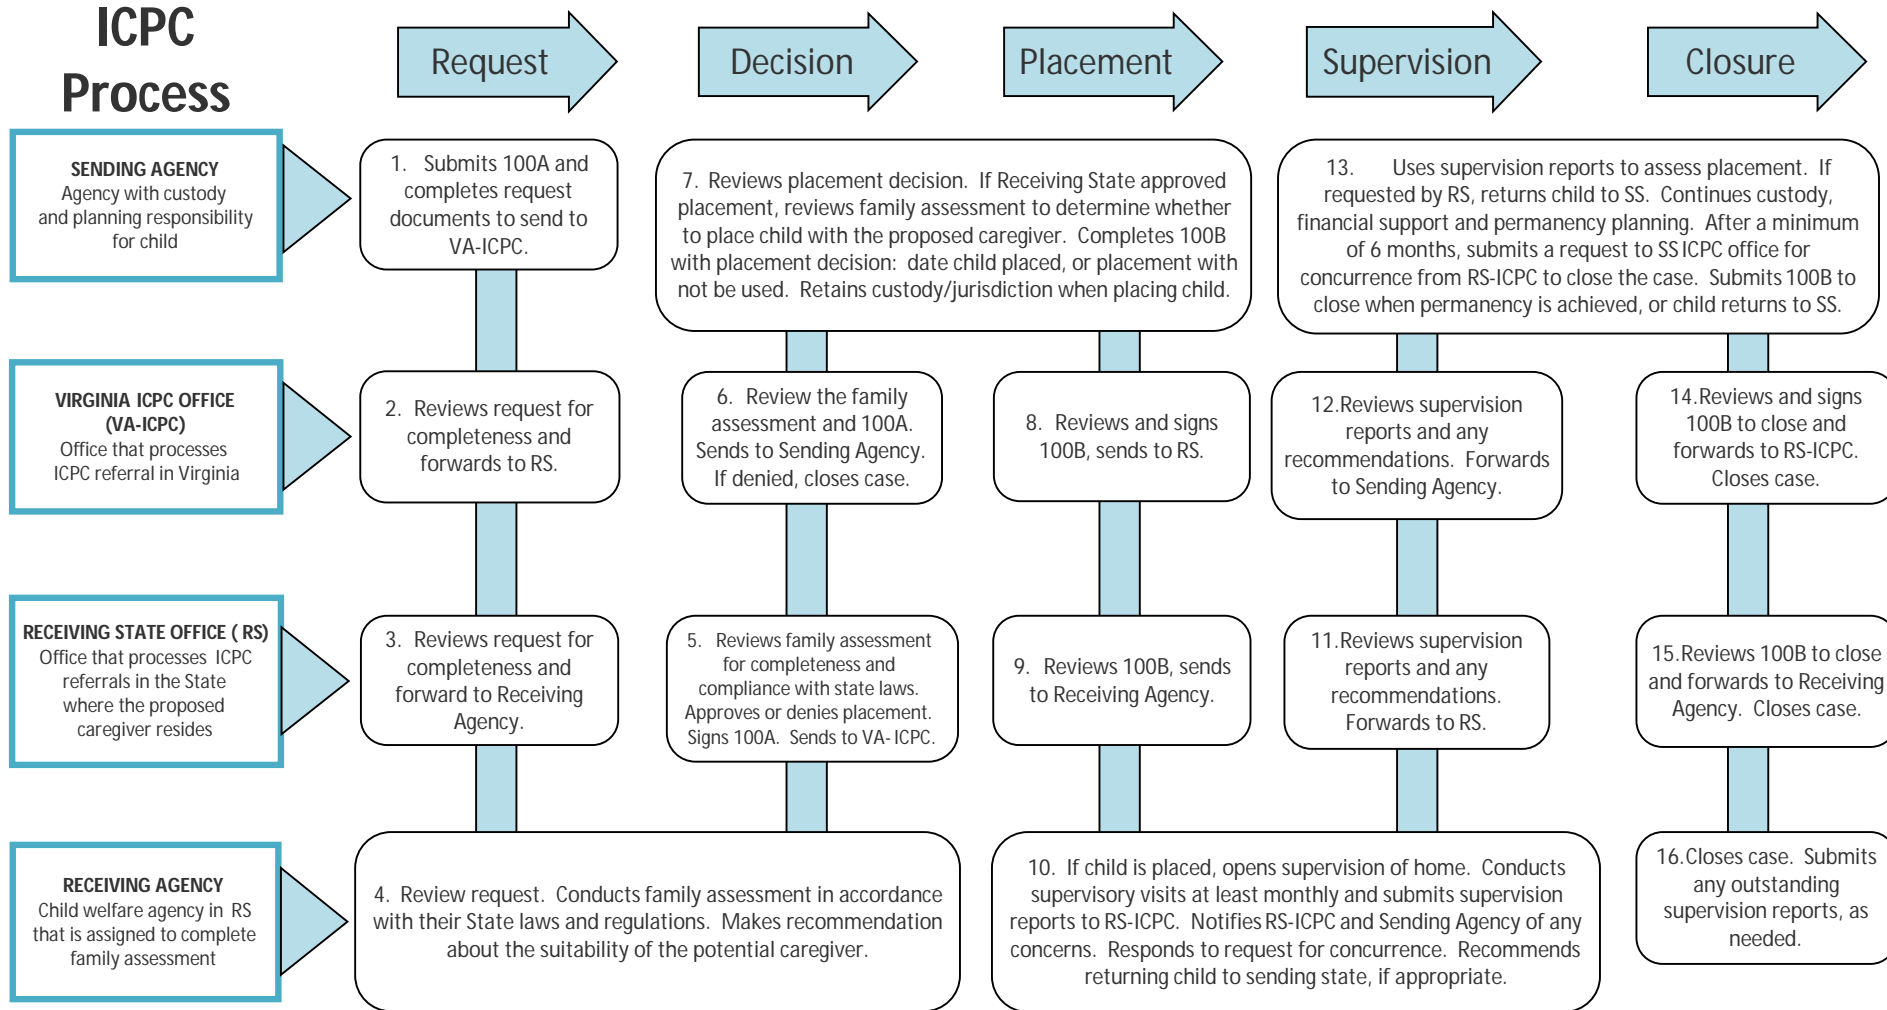 ICPC
Process
Request
Decision
Placement
Supervision
Closure
SENDING AGENCY
Agency with custody
and planning responsibility
for child
1. Submits 100A and
completes request
documents to send to
VA-ICPC.
7. Reviews placement decision. If Receiving State approved
placement, reviews family assessment to determine whether
to place child with the proposed caregiver. Completes 100B
with placement decision: date child placed, or placement with
not be used. Retains custody/jurisdiction when placing child.
13. Uses supervision reports to assess placement. If
requested by RS, returns child to SS. Continues custody,
financial support and permanency planning. After a minimum
of 6 months, submits a request to SS ICPC office for
concurrence from RS-ICPC to close the case. Submits 100B to
close when permanency is achieved, or child returns to SS.
VIRGINIA ICPC OFFICE
(VA-ICPC)
Office that processes
ICPC referral in Virginia
2. Reviews request for
completeness and
forwards to RS.
6. Review the family
assessment and 100A.
Sends to Sending Agency.
If denied, closes case.
8. Reviews and signs
100B, sends to RS.
12.Reviews supervision
reports and any
recommendations. Forwards
to Sending Agency.
14.Reviews and signs
100B to close and
forwards to RS-ICPC.
Closes case.
RECEIVING STATE OFFICE ( RS)
Office that processes ICPC
referrals in the State
where the proposed
caregiver resides
3. Reviews request for
completeness and
forward to Receiving
Agency.
5. Reviews family assessment
for completeness and
compliance with state laws.
Approves or denies placement.
Signs 100A. Sends to VA- ICPC.
9. Reviews 100B, sends
to Receiving Agency.
11.Reviews supervision
reports and any
recommendations.
Forwards to RS.
15.Reviews 100B to close
and forwards to Receiving
Agency. Closes case.
RECEIVING AGENCY
Child welfare agency in RS
that is assigned to complete
family assessment
4. Review request. Conducts family assessment in accordance
with their State laws and regulations. Makes recommendation
about the suitability of the potential caregiver.
10. If child is placed, opens supervision of home. Conducts
supervisory visits at least monthly and submits supervision
reports to RS-ICPC. Notifies RS-ICPC and Sending Agency of any
concerns. Responds to request for concurrence. Recommends
returning child to sending state, if appropriate.
16.Closes case. Submits
any outstanding
supervision reports, as
needed.